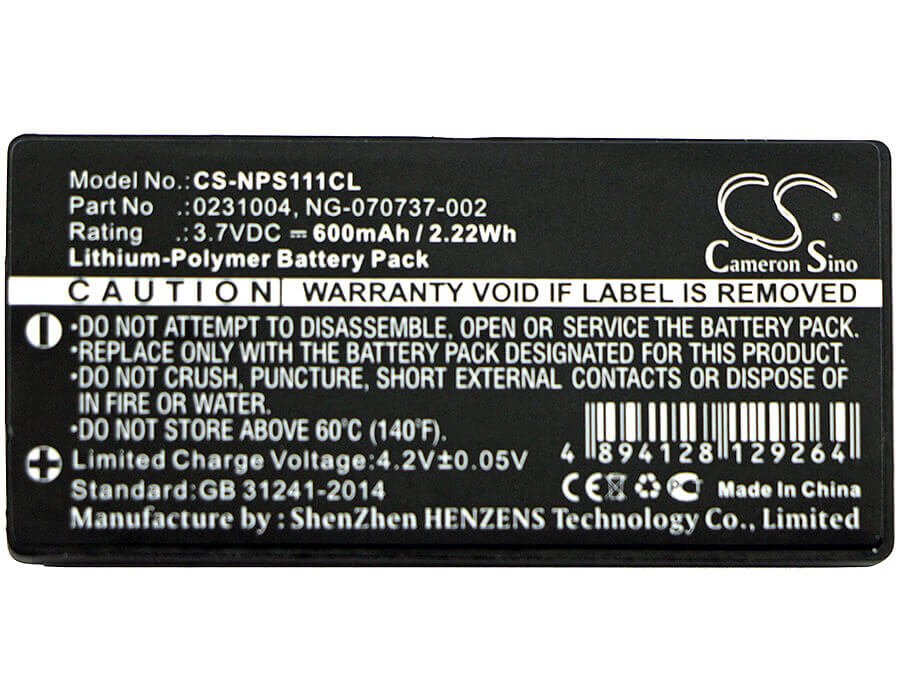 Model No.:CS-NPS111CL
Part No .:0231004, NG-070737-002
Rating .:3.7VDC ⎓ 600mAh / 2.22Wh
Lithium-Polymer Battery Pack
CS
Cameron Sino
CAUTION WARRANTY VOID IF LABEL IS REMOVED
·DO NOT ATTEMPT TO DISASSEMBLE, OPEN OR SERVICE THE BATTERY PACK.
·REPLACE ONLY WITH THE BATTERY PACK DESIGNATED FOR THIS PRODUCT.
·DO NOT CRUSH, PUNCTURE, SHORT EXTERNAL CONTACTS OR DISPOSE OF
IN FIRE OR WATER.
·DO NOT STORE ABOVE 60°C (140°F).
Limited Charge Voltage:4.2V±0.05V
4 894128 129264
Standard:GB 31241-2014
CE PCT Made In China
Manufacture by : ShenZhen HENZENS Technology Co., Limited